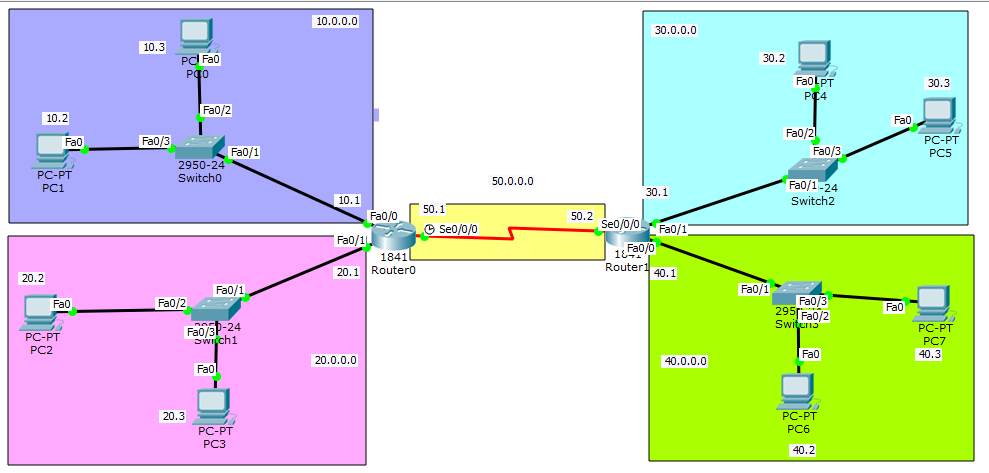 10.0.0.0
10.3
Fa0
PC0
10.2
Fa0
Fa0/3
Fa0/2
Fa0/1
PC-PT
PC1
2950-24
Switch0
10.1
Fa0/0
30.0.0.0
30.2
Fa0
-PT
PC4
30.3
Fa0
PC-PT
PC5
Fa0/2
Fa0/3
Fa0/1
-24
Switch2
30.1
50.0.0.0
50.1
Se0/0/0
50.2
Se0/0/0
1841
Router0
Fa0/1
Fa0/0
1841
Router1
Fa0/1
20.1
20.2
Fa0
PC-PT
PC2
Fa0/2
Fa0/1
2950-24
Fa0/3
Switch1
Fa0
20.3
PC-PT
PC3
20.0.0.0
40.1
Fa0/1
Fa0/3
Fa0/2
Switch3
Fa0
PC-PT
PC7
40.3
40.0.0.0
Fa0
PC-PT
PC6
40.2